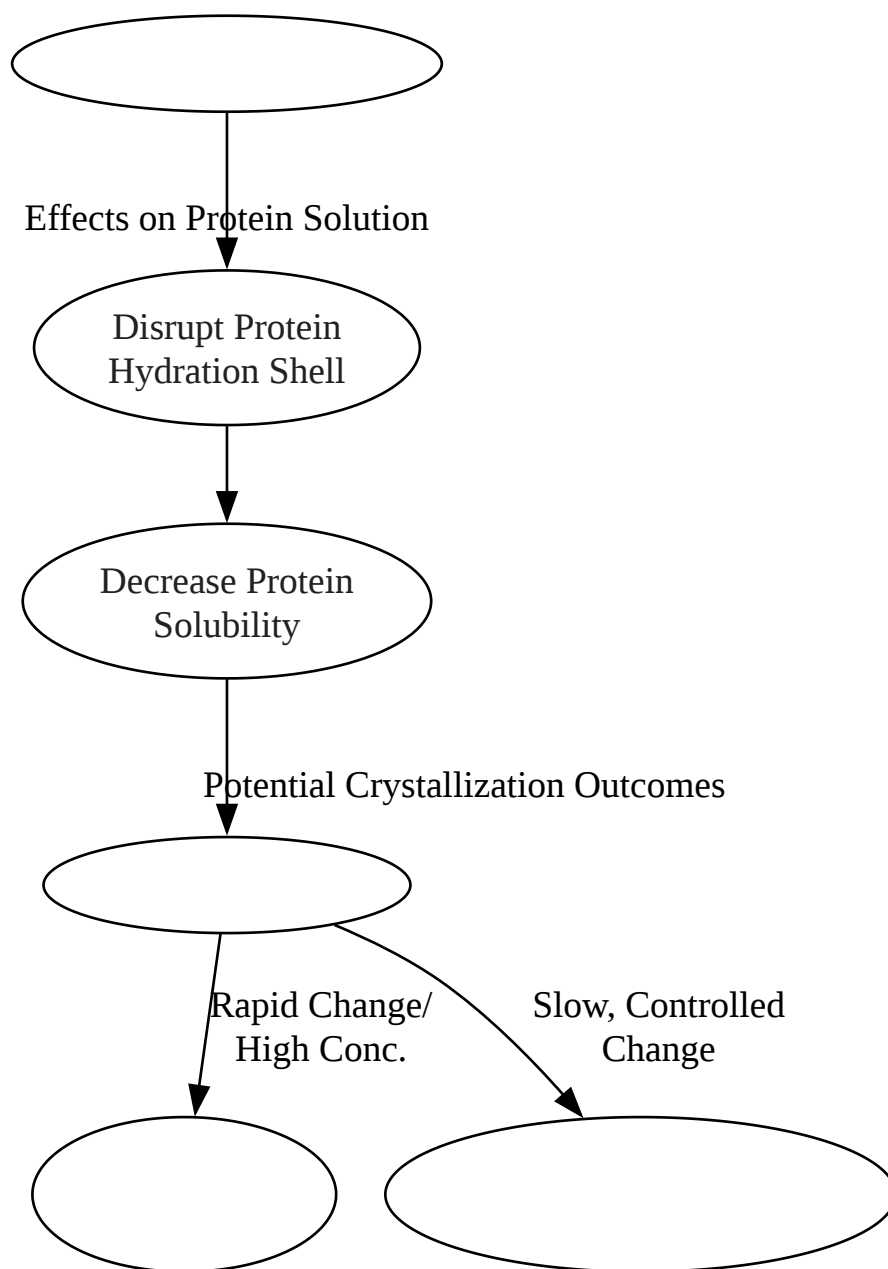 Effects on Protein Solution
Disrupt Protein
Hydration Shell
Decrease Protein
Solubility
Potential Crystallization Outcomes
Rapid Change/
High Conc.
Slow, Controlled
Change